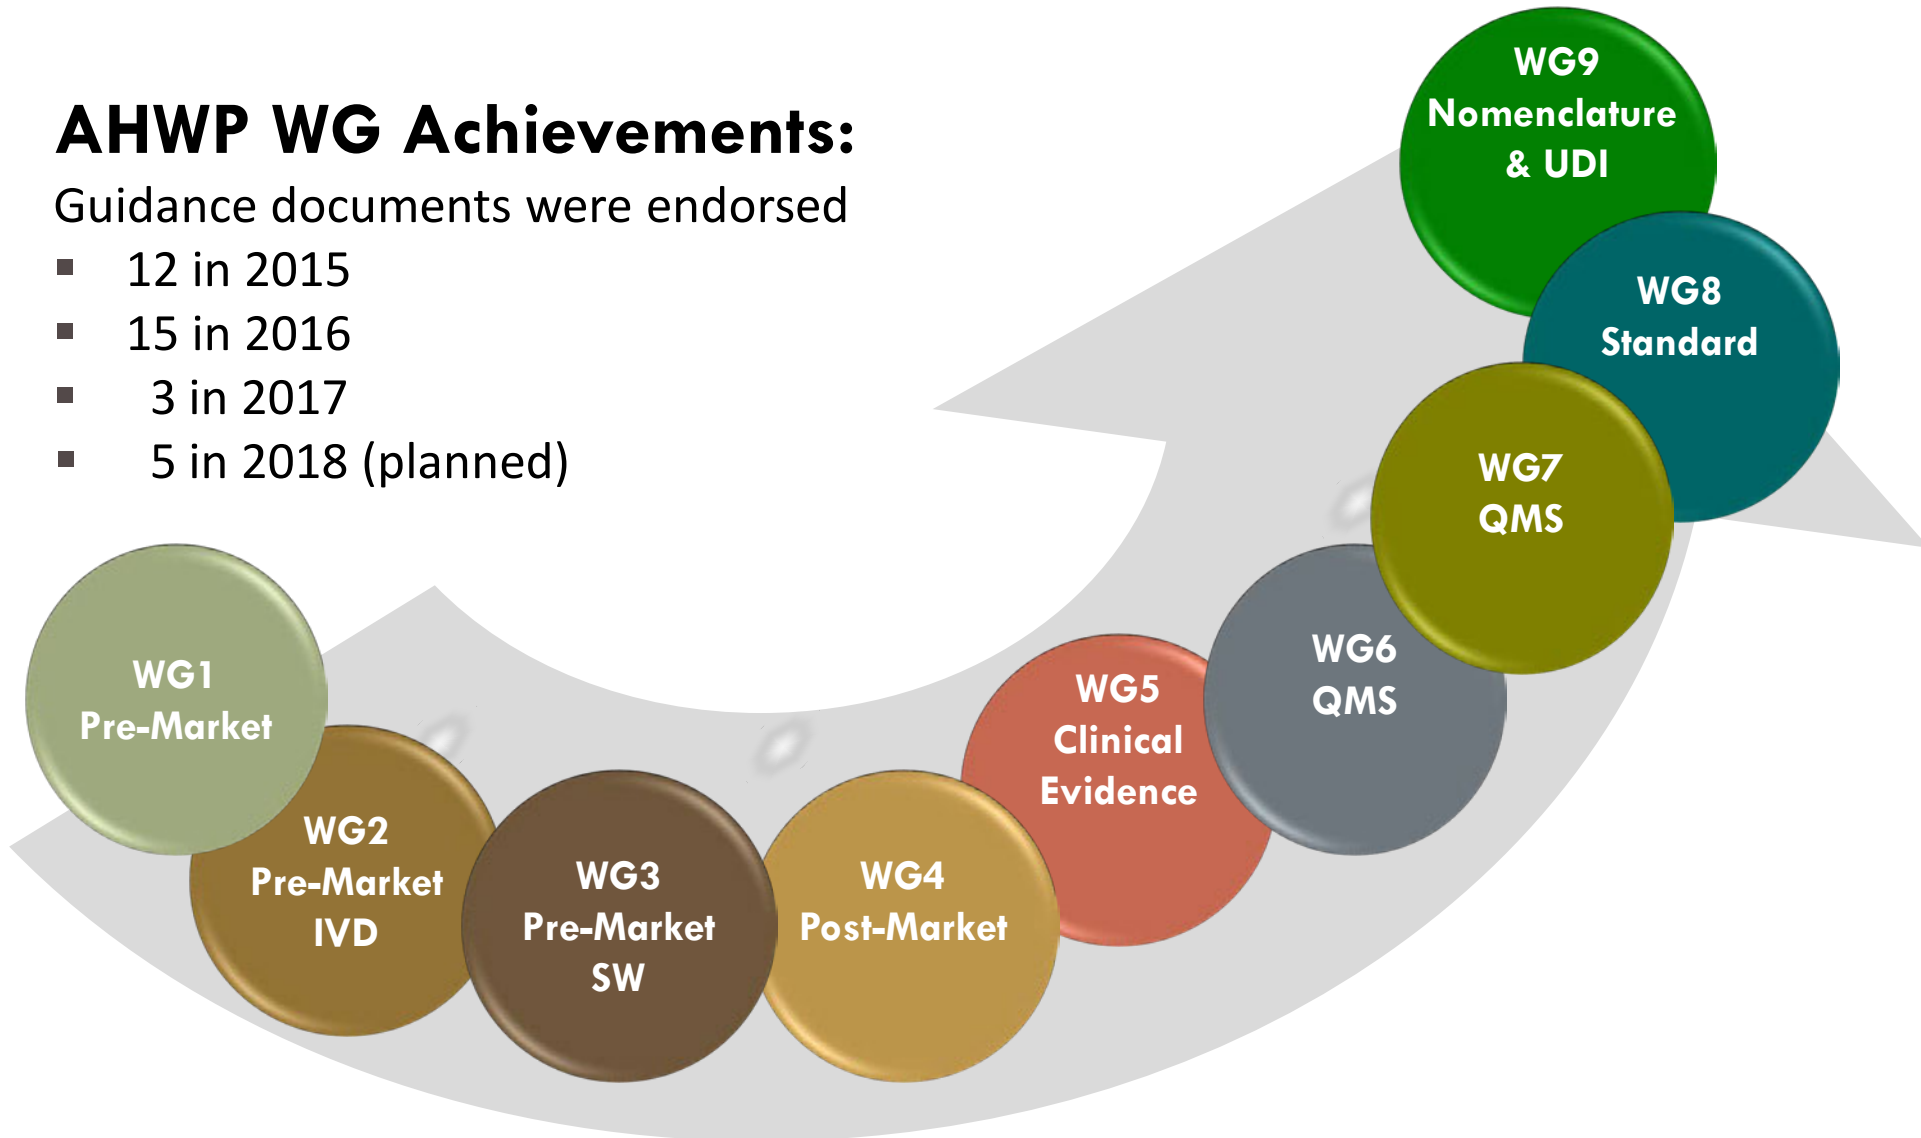 AHWP WG Achievements:
Guidance documents were endorsed
▪ 12 in 2015
▪ 15 in 2016
▪ 3 in 2017
▪ 5 in 2018 (planned)
WG1
Pre-Market
WG2
Pre-Market
IVD
WG3
Pre-Market
SW
WG4
Post-Market
WG5
Clinical
Evidence
WG6
QMS
WG7
QMS
WG8
Standard
WG9
Nomenclature
& UDI